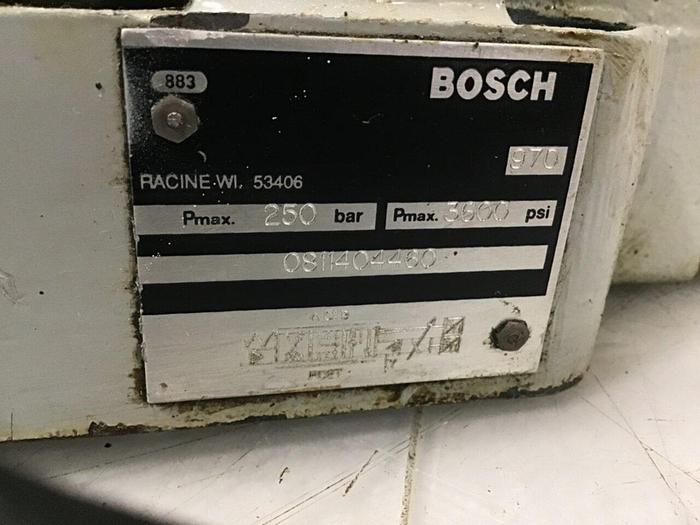 883
BOSCH
970
RACINE WI. 53406
Pmax. 250 bar
Pmax. 3600 psi
0811404460